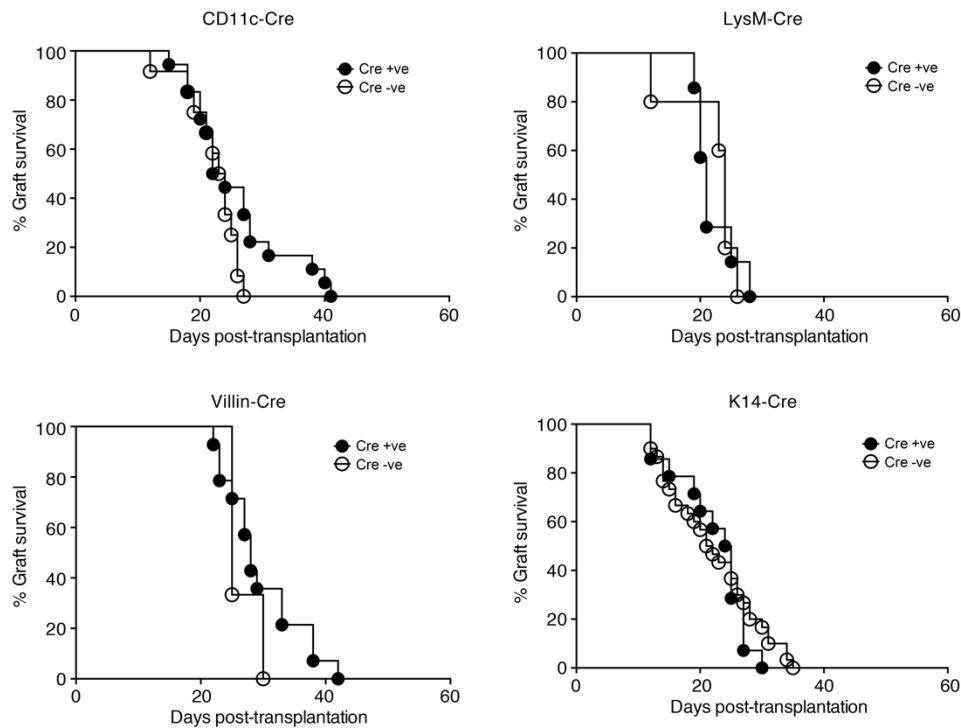 CD11c-Cre
100
80
60
40
20
0
% Graft survival
Cre +ve
Cre -ve
0 20 40 60
Days post-transplantation
LysM-Cre
100
80
60
40
20
0
% Graft survival
Cre +ve
Cre -ve
0 20 40 60
Days post-transplantation
Villin-Cre
100
80
60
40
20
0
% Graft survival
Cre +ve
Cre -ve
0 20 40 60
Days post-transplantation
K14-Cre
100
80
60
40
20
0
% Graft survival
Cre +ve
Cre -ve
0 20 40 60
Days post-transplantation